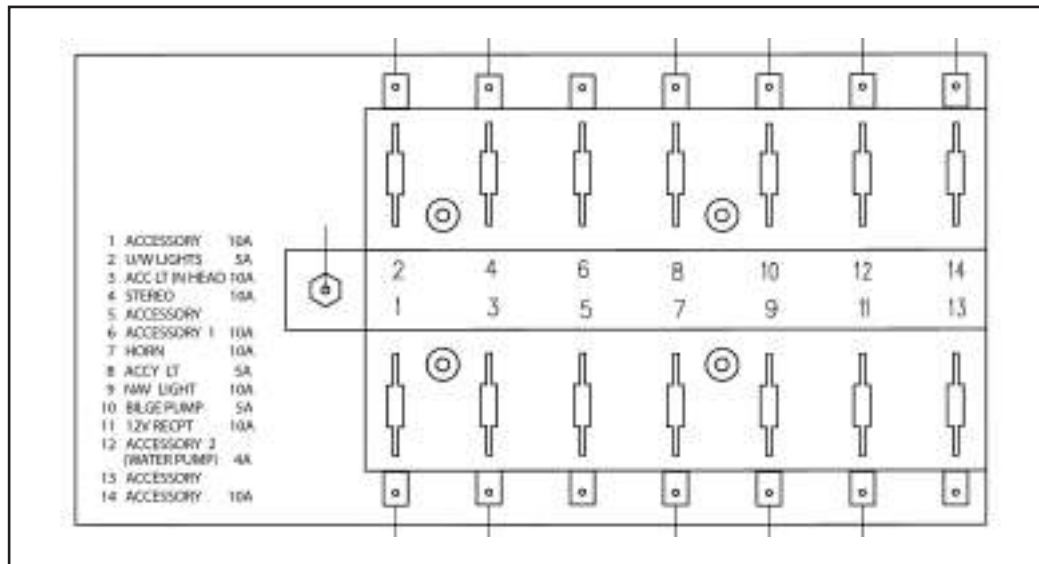 1 ACCESSORY 10A
2 U/W LIGHTS 5A
3 ACC LT IN HEAD 10A
4 STEREO 10A
5 ACCESSORY
6 ACCESSORY 1 10A
7 HORN 10A
8 ACCY LT 5A
9 NAV LIGHT 10A
10 BILGE PUMP 5A
11 12V RECPT 10A
12 ACCESSORY 2
(WATER PUMP) 4A
13 ACCESSORY
14 ACCESSORY 10A
2 4 6 8 10 12 14
1 3 5 7 9 11 13